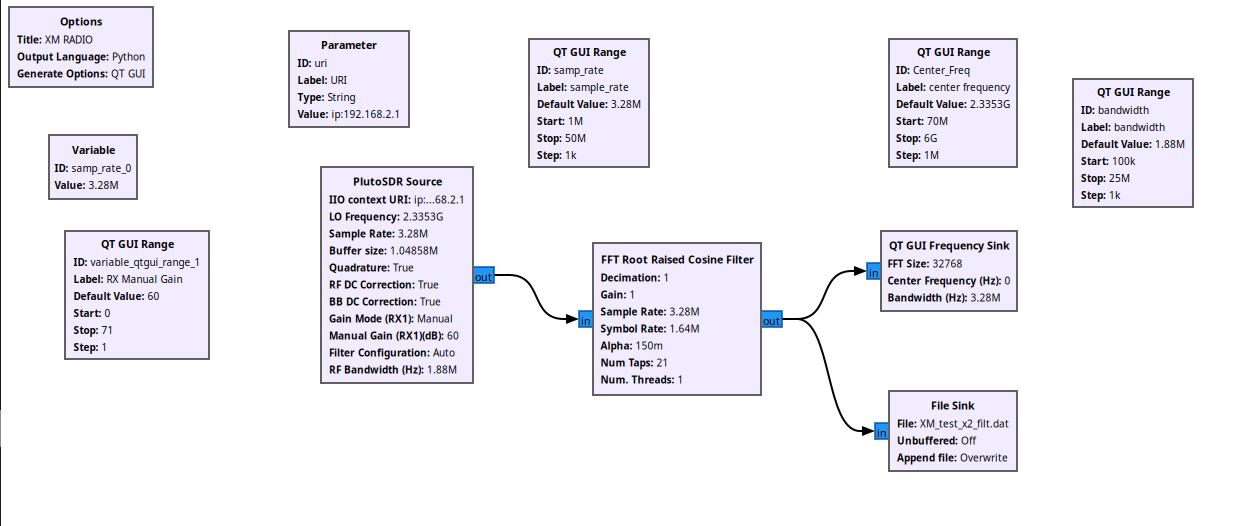 Options
Title: XM RADIO
Output Language: Python
Generate Options: QT GUI
Parameter
ID: uri
Label: URI
Type: String
Value: ip:192.168.2.1
QT GUI Range
ID: samp_rate
Label: sample_rate
Default Value: 3.28M
Start: 1M
Stop: 50M
Step: 1k
QT GUI Range
ID: Center_Freq
Label: center frequency
Default Value: 2.3353G
Start: 70M
Stop: 6G
Step: 1M
QT GUI Range
ID: bandwidth
Label: bandwidth
Default Value: 1.88M
Start: 100k
Stop: 25M
Step: 1k
Variable
ID: samp_rate_0
Value: 3.28M
QT GUI Range
ID: variable_qtgui_range_1
Label: RX Manual Gain
Default Value: 60
Start: 0
Stop: 71
Step: 1
PlutoSDR Source
IIO context URI: ip:...68.2.1
LO Frequency: 2.3353G
Sample Rate: 3.28M
Buffer size: 1.04858M
Quadrature: True
RF DC Correction: True
BB DC Correction: True
Gain Mode (RX1): Manual
Manual Gain (RX1)(dB): 60
Filter Configuration: Auto
RF Bandwidth (Hz): 1.88M
out
in
FFT Root Raised Cosine Filter
Decimation: 1
Gain: 1
Sample Rate: 3.28M
Symbol Rate: 1.64M
Alpha: 150m
Num Taps: 21
Num. Threads: 1
out
in
QT GUI Frequency Sink
FFT Size: 32768
Center Frequency (Hz): 0
Bandwidth (Hz): 3.28M
in
File Sink
File: XM_test_x2_filt.dat
Unbuffered: Off
Append file: Overwrite